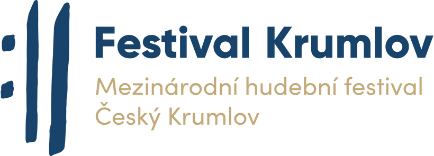 Festival Krumlov
Mezinárodní hudební festival
Český Krumlov